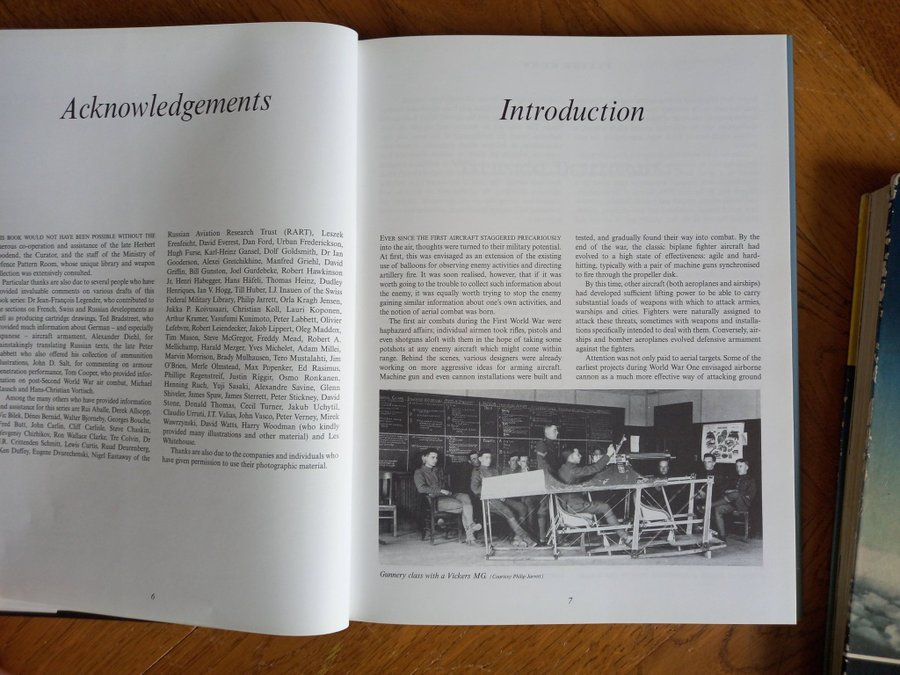 Acknowledgements
HIS BOOK WOULD NOT HAVE BEEN POSSIBLE WITHOUT THE
nerous co-operation and assistance of the late Herbert
oodend, the Curator, and the staff of the Ministry of
fence Pattern Room, whose unique library and weapon
llection was extensively consulted.
Particular thanks are also due to several people who have
ovided invaluable comments on various drafts of this
ook series: Dr Jean-François Legendre, who contributed to
e sections on French, Swiss and Russian developments as
ell as producing cartridge drawings, Ted Bradstreet, who
ovided much information about German – and especially
panese – aircraft armament, Alexander Diehl, for
instakingly translating Russian texts, the late Peter
abbett who also offered his collection of ammunition
llustrations, John D. Salt, for commenting on armour
enetration performance, Tom Cooper, who provided infor-
ation on post-Second World War air combat, Michael
and Hans-Christian Vortisch.
Among the many others who have provided information
nd assistance for this series are Rui Aballe, Derek Allsopp,
Vic Bilek, Dénes Bernád, Walter Bjorneby, Georges Bouche,
Fred Butt, John Carlin, Cliff Carlisle, Steve Chaskin,
Yevgeniy Chizhikov, Ron Wallace Clarke, Tre Colvin, Dr
R. Crittenden Schmitt, Lewis Curtis, Ruud Deurenberg,
Ken Duffey, Eugene Dvurechenski, Nigel Eastaway of the
Russian Aviation Research Trust (RART), Leszek
Erenfeicht, David Everest, Dan Ford, Urban Frederickson,
Hugh Furse, Karl-Heinz Gansel, Dolf Goldsmith, Dr Ian
Gooderson, Alexei Gretchikhine, Manfred Griehl, David
Griffin, Bill Gunston, Joel Gurdebeke, Robert Hawkinson
Jr, Henri Habegger, Hans Häfeli, Thomas Heinz, Dudley
Henriques, Ian V. Hogg, Till Huber, I.J. Inauen of the Swiss
Federal Military Library, Philip Jarrett, Orla Kragh Jensen,
Jukka P. Koivusaari, Christian Koll, Lauri Koponen,
Arthur Kramer, Yasufumi Kunimoto, Peter Labbett, Olivier
Lefebvre, Robert Leiendecker, Jakob Lippert, Oleg Madden,
Tim Mason, Steve McGregor, Freddy Mead, Robert A.
Mellichamp, Harald Merger, Yves Michelet, Adam Millei,
Marvin Morrison, Brady Mulhausen, Tero Mustalahti, Jim
O'Brien, Merle Olmsted, Max Popenker, Ed Rasimus,
Phillipe Regenstreif, Justin Riggir, Osmo Ronkanen,
Henning Ruch, Yuji Sasaki, Alexandre Savine, Glenn
Shiveler, James Spaw, James Sterrett, Peter Stickney, David
Stone, Donald Thomas, Cecil Turner, Jakub Uchytil,
Claudio Urruti, J.T. Valias, John Vasco, Peter Verney, Mirek
Wawrzynski, David Watts, Harry Woodman (who kindly
provided many illustrations and other material) and Les
Whitehouse.
Thanks are also due to the companies and individuals who
have given permission to use their photographic material.
6
Introduction
EVER SINCE THE FIRST AIRCRAFT STAGGERED PRECARIOUSLY
into the air, thoughts were turned to their military potential.
At first, this was envisaged as an extension of the existing
use of balloons for observing enemy activities and directing
artillery fire. It was soon realised, however, that if it was
worth going to the trouble to collect such information about
the enemy, it was equally worth trying to stop the enemy
gaining similar information about one's own activities, and
the notion of aerial combat was born.
The first air combats during the First World War were
haphazard affairs; individual airmen took rifles, pistols and
even shotguns aloft with them in the hope of taking some
potshots at any enemy aircraft which might come within
range. Behind the scenes, various designers were already
working on more aggressive ideas for arming aircraft.
Machine gun and even cannon installations were built and
tested, and gradually found their way into combat. By the
end of the war, the classic biplane fighter aircraft had
evolved to a high state of effectiveness: agile and hard-
hitting, typically with a pair of machine guns synchronised
to fire through the propeller disk.
By this time, other aircraft (both aeroplanes and airships)
had developed sufficient lifting power to be able to carry
substantial loads of weapons with which to attack armies,
warships and cities. Fighters were naturally assigned to
attack these threats, sometimes with weapons and installa-
tions specifically intended to deal with them. Conversely, air-
ships and bomber aeroplanes evolved defensive armament
against the fighters.
Attention was not only paid to aerial targets. Some of the
earliest projects during World War One envisaged airborne
cannon as a much more effective way of attacking ground
Gunnery class with a Vickers MG. (Courtesy Philip Jarrett)
7